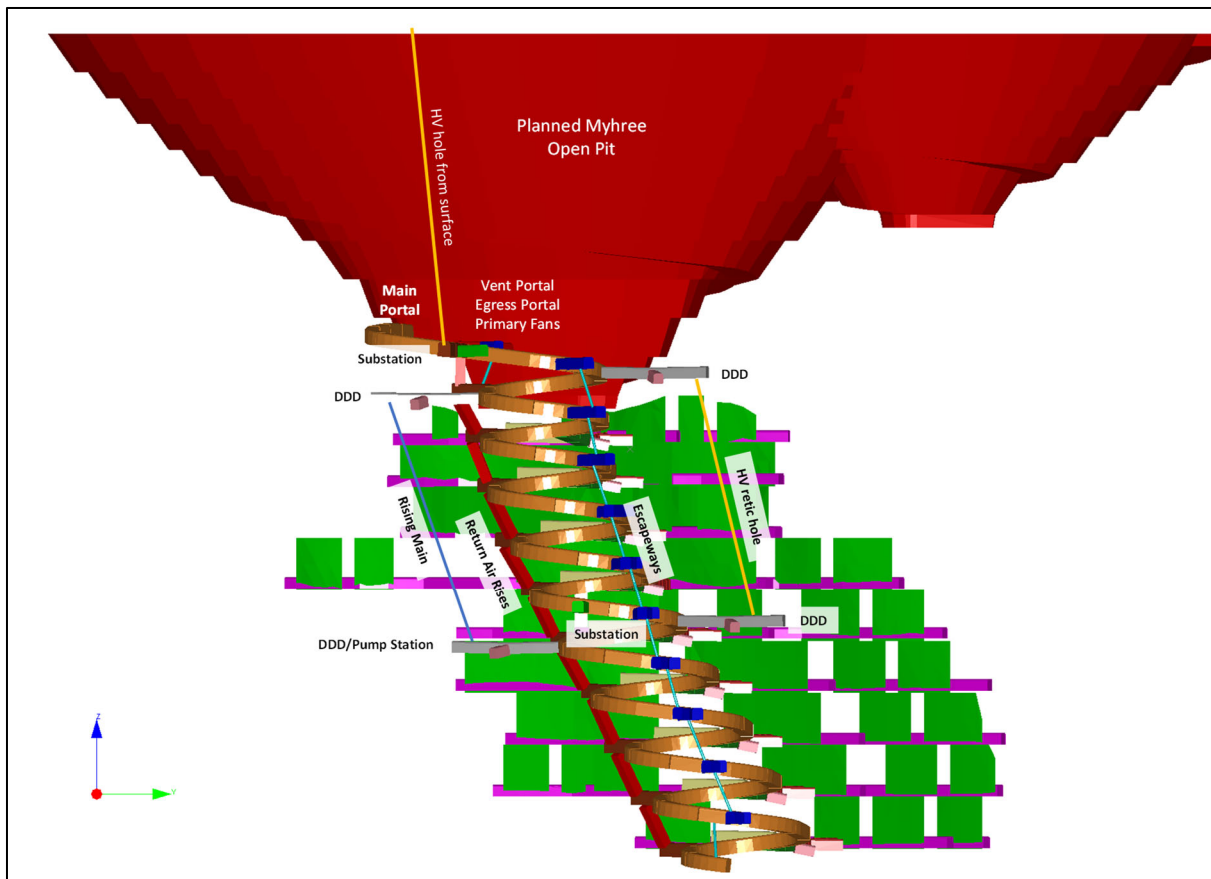 HV hole from surface
Planned Myhree
Open Pit
Main
Portal
Vent Portal
Egress Portal
Primary Fans
Substation
DDD
DDD
Rising Main
Return Air Rises
Escapeways
HV retic hole
DDD/Pump Station
Substation
DDD
Z
Y